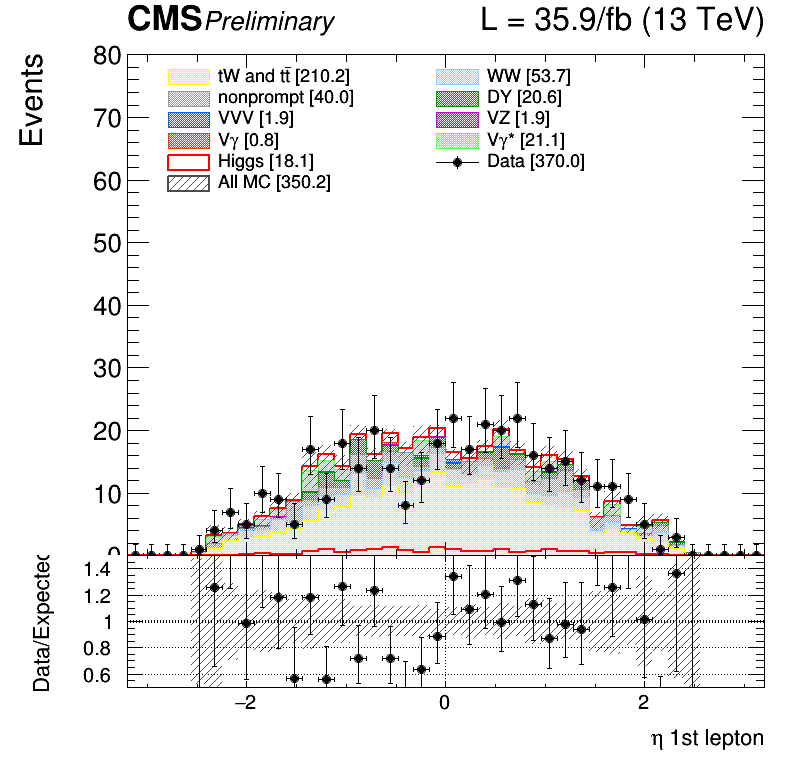 CMS Preliminary L = 35.9/fb (13 TeV)
Events
80
70
60
50
40
30
20
10
0
tW and tt̄ [210.2]
nonprompt [40.0]
VVV [1.9]
Vγ [0.8]
Higgs [18.1]
All MC [350.2]
WW [53.7]
DY [20.6]
VZ [1.9]
Vγ* [21.1]
Data [370.0]
Data/Expected
1.4
1.2
1
0.8
0.6
−2 0 2
η 1st lepton